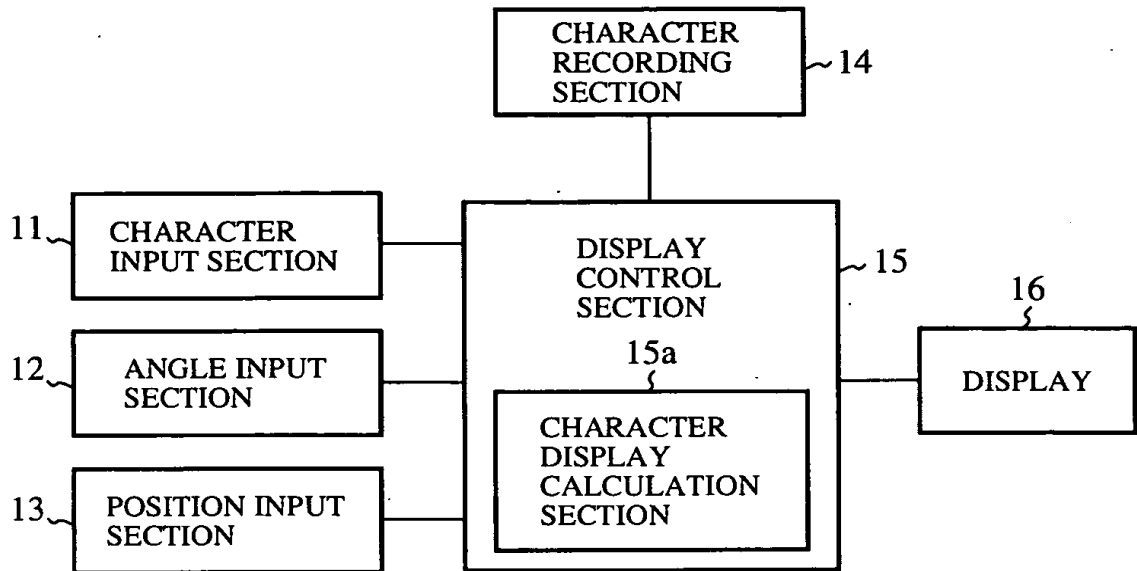 CHARACTER
RECORDING
SECTION
14
11
CHARACTER
INPUT SECTION
DISPLAY
CONTROL
SECTION
15
12
ANGLE INPUT
SECTION
15a
CHARACTER
DISPLAY
CALCULATION
SECTION
16
DISPLAY
13
POSITION INPUT
SECTION